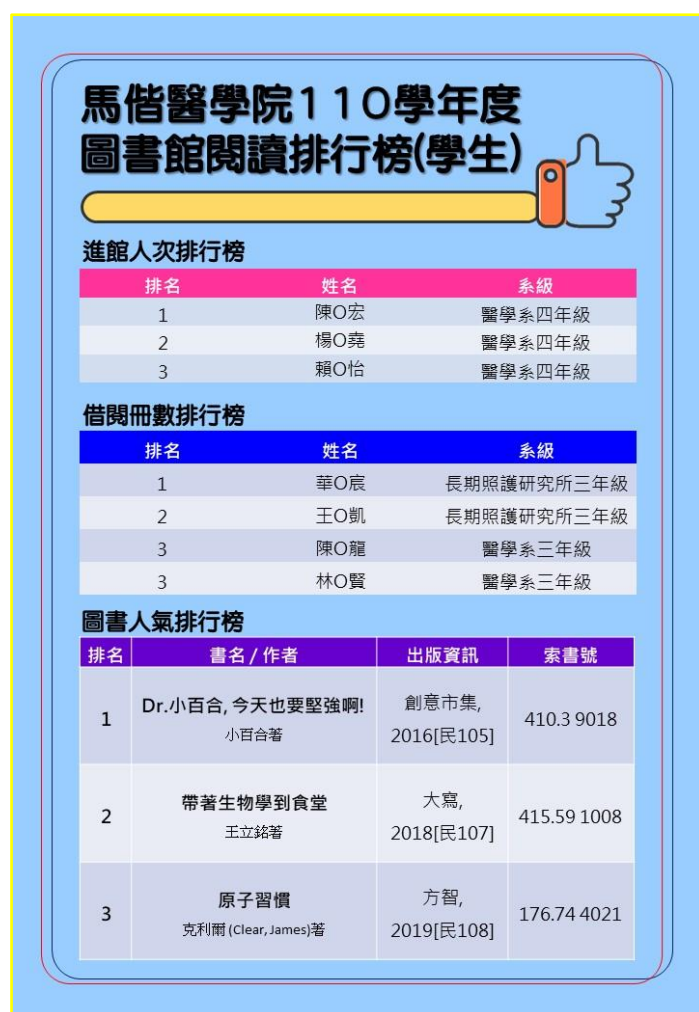 馬偕醫學院110學年度
圖書館閱讀排行榜(學生)
進館人次排行榜
排名 姓名 系級
1 陳O宏 醫學系四年級
2 楊O堯 醫學系四年級
3 賴O怡 醫學系四年級
借閱冊數排行榜
排名 姓名 系級
1 華O宸 長期照護研究所三年級
2 王O凱 長期照護研究所三年級
3 陳O龍 醫學系三年級
3 林O賢 醫學系三年級
圖書人氣排行榜
排名 書名/作者 出版資訊 索書號
1 Dr.小百合,今天也要堅強啊! 創意市集, 410.3 9018
小百合著 2016[民105]
2 帶著生物學到食堂 大寫, 415.59 1008
王立銘著 2018[民107]
3 原子習慣 方智, 176.74 4021
克利爾(Clear,James)著 2019[民108]